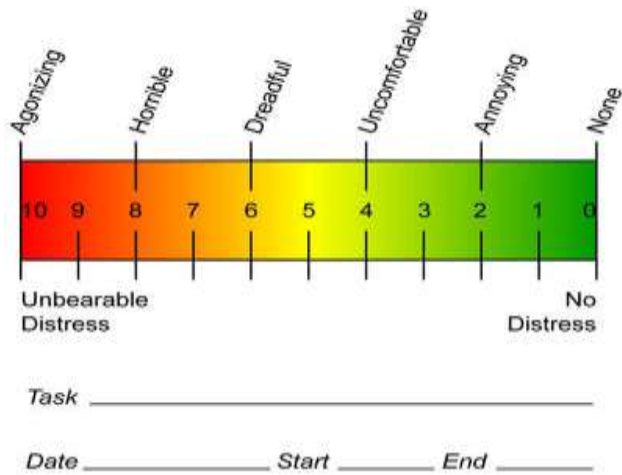 Agonizing Horrible Dreadful Uncomfortable Annoying None
10 9 8 7 6 5 4 3 2 1 0
Unbearable No
Distress Distress
Task
Date Start End